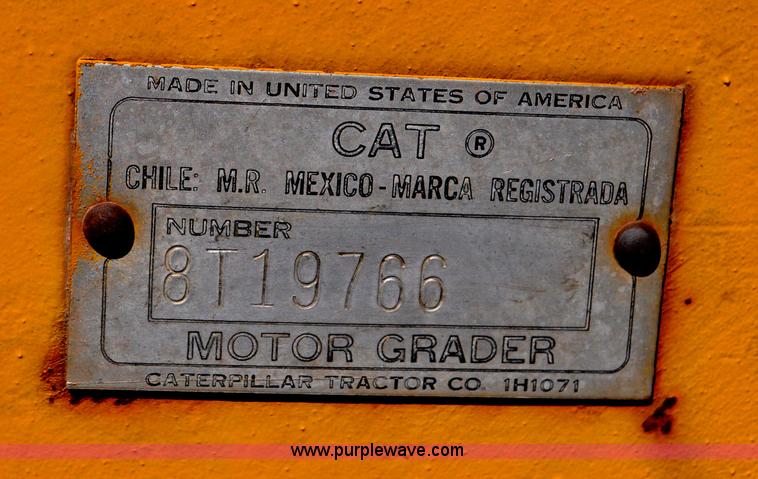 MADE IN UNITED STATES OF AMERICA
CAT ®
CHILE: M.R. MEXICO-MARCA REGISTRADA
NUMBER
8T19766
MOTOR GRADER
CATERPILLAR TRACTOR CO. 1H1071
www.purplewave.com